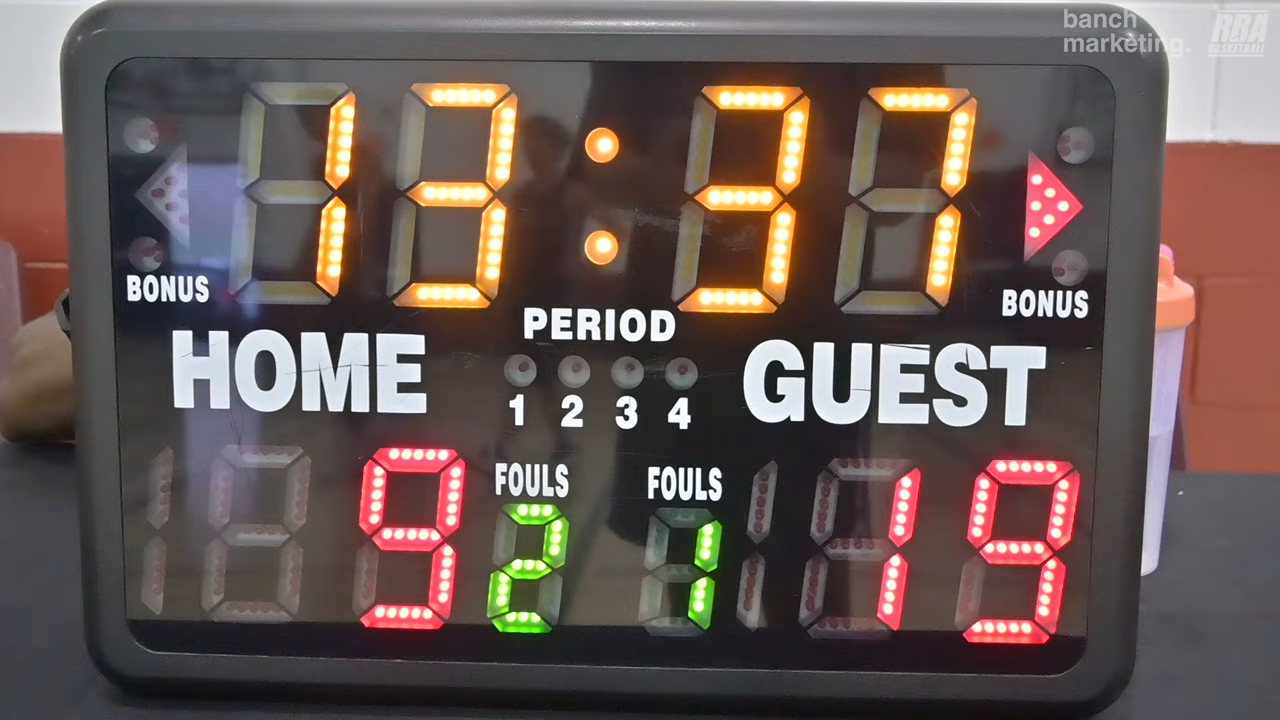 banch
marketing.
RBA
BASKETBALL
13:37
BONUS
BONUS
PERIOD
HOME
GUEST
1 2 3 4
FOULS
FOULS
9 2 1 19